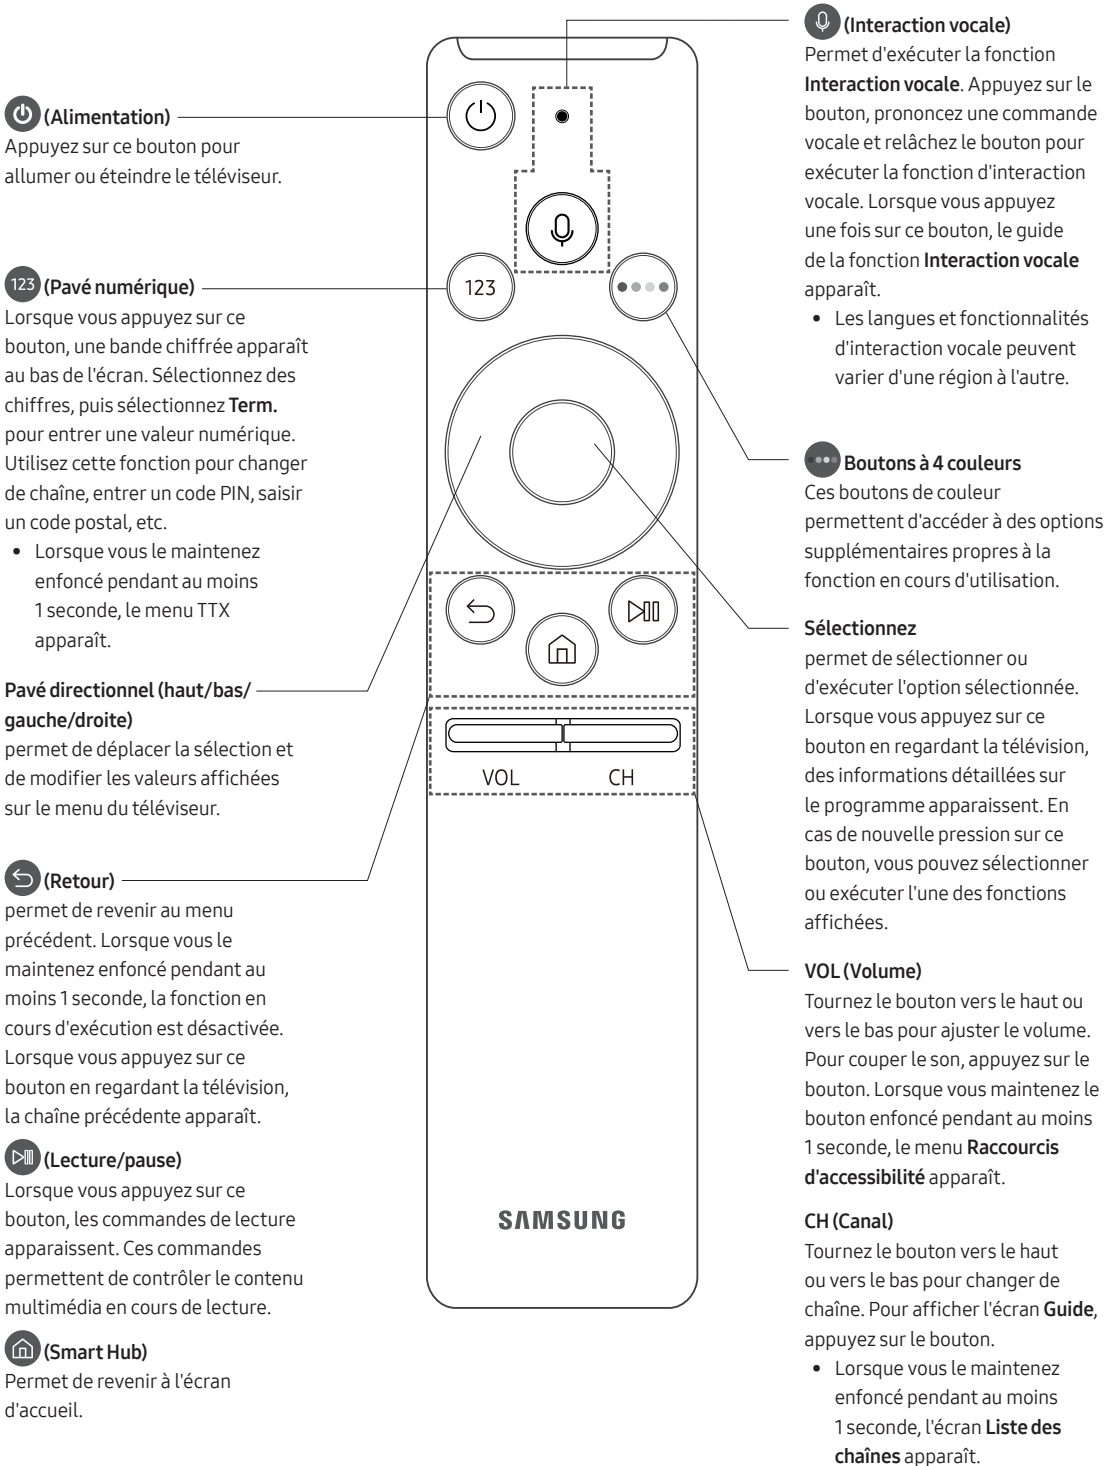 (Alimentation)
Appuyez sur ce bouton pour
allumer ou éteindre le téléviseur.
123 (Pavé numérique)
Lorsque vous appuyez sur ce
bouton, une bande chiffrée apparaît
au bas de l'écran. Sélectionnez des
chiffres, puis sélectionnez Term.
pour entrer une valeur numérique.
Utilisez cette fonction pour changer
de chaîne, entrer un code PIN, saisir
un code postal, etc.
• Lorsque vous le maintenez
enfoncé pendant au moins
1 seconde, le menu TTX
apparaît.
Pavé directionnel (haut/bas/
gauche/droite)
permet de déplacer la sélection et
de modifier les valeurs affichées
sur le menu du téléviseur.
(Retour)
permet de revenir au menu
précédent. Lorsque vous le
maintenez enfoncé pendant au
moins 1 seconde, la fonction en
cours d'exécution est désactivée.
Lorsque vous appuyez sur ce
bouton en regardant la télévision,
la chaîne précédente apparaît.
(Lecture/pause)
Lorsque vous appuyez sur ce
bouton, les commandes de lecture
apparaissent. Ces commandes
permettent de contrôler le contenu
multimédia en cours de lecture.
(Smart Hub)
Permet de revenir à l'écran
d'accueil.
123
VOL CH
SAMSUNG
(Interaction vocale)
Permet d'exécuter la fonction
Interaction vocale. Appuyez sur le
bouton, prononcez une commande
vocale et relâchez le bouton pour
exécuter la fonction d'interaction
vocale. Lorsque vous appuyez
une fois sur ce bouton, le guide
de la fonction Interaction vocale
apparaît.
• Les langues et fonctionnalités
d'interaction vocale peuvent
varier d'une région à l'autre.
Boutons à 4 couleurs
Ces boutons de couleur
permettent d'accéder à des options
supplémentaires propres à la
fonction en cours d'utilisation.
Sélectionnez
permet de sélectionner ou
d'exécuter l'option sélectionnée.
Lorsque vous appuyez sur ce
bouton en regardant la télévision,
des informations détaillées sur
le programme apparaissent. En
cas de nouvelle pression sur ce
bouton, vous pouvez sélectionner
ou exécuter l'une des fonctions
affichées.
VOL (Volume)
Tournez le bouton vers le haut ou
vers le bas pour ajuster le volume.
Pour couper le son, appuyez sur le
bouton. Lorsque vous maintenez le
bouton enfoncé pendant au moins
1 seconde, le menu Raccourcis
d'accessibilité apparaît.
CH (Canal)
Tournez le bouton vers le haut
ou vers le bas pour changer de
chaîne. Pour afficher l'écran Guide,
appuyez sur le bouton.
• Lorsque vous le maintenez
enfoncé pendant au moins
1 seconde, l'écran Liste des
chaînes apparaît.